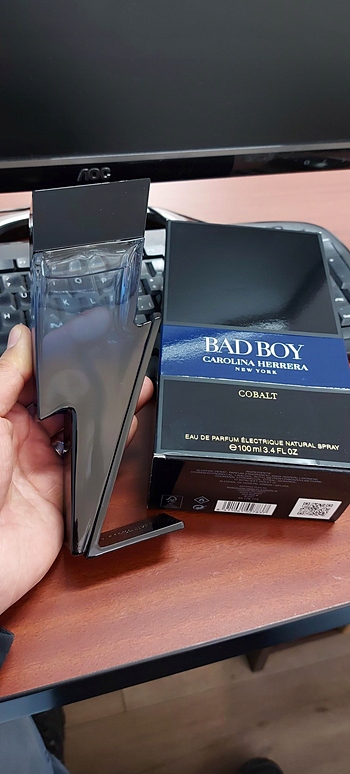 AOC
BAD BOY
CAROLINA HERRERA
NEW YORK
COBALT
EAU DE PARFUM ÉLECTRIQUE NATURAL SPRAY
℮ 100 ml 3.4 FL OZ